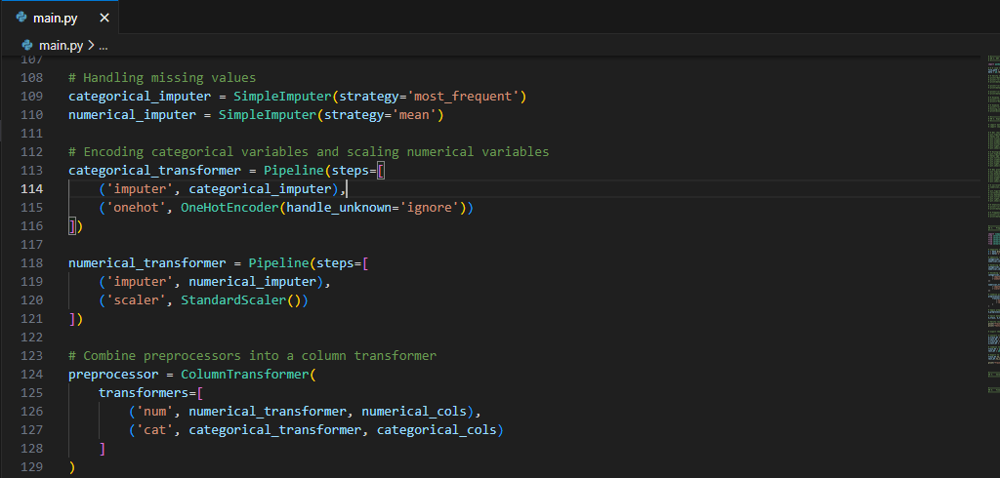 main.py
main.py > ...
107
108 # Handling missing values
109 categorical_imputer = SimpleImputer(strategy='most_frequent')
110 numerical_imputer = SimpleImputer(strategy='mean')
111
112 # Encoding categorical variables and scaling numerical variables
113 categorical_transformer = Pipeline(steps=[
114     ('imputer', categorical_imputer),
115     ('onehot', OneHotEncoder(handle_unknown='ignore'))
116 ])
117
118 numerical_transformer = Pipeline(steps=[
119     ('imputer', numerical_imputer),
120     ('scaler', StandardScaler())
121 ])
122
123 # Combine preprocessors into a column transformer
124 preprocessor = ColumnTransformer(
125     transformers=[
126         ('num', numerical_transformer, numerical_cols),
127         ('cat', categorical_transformer, categorical_cols)
128     ]
129 )